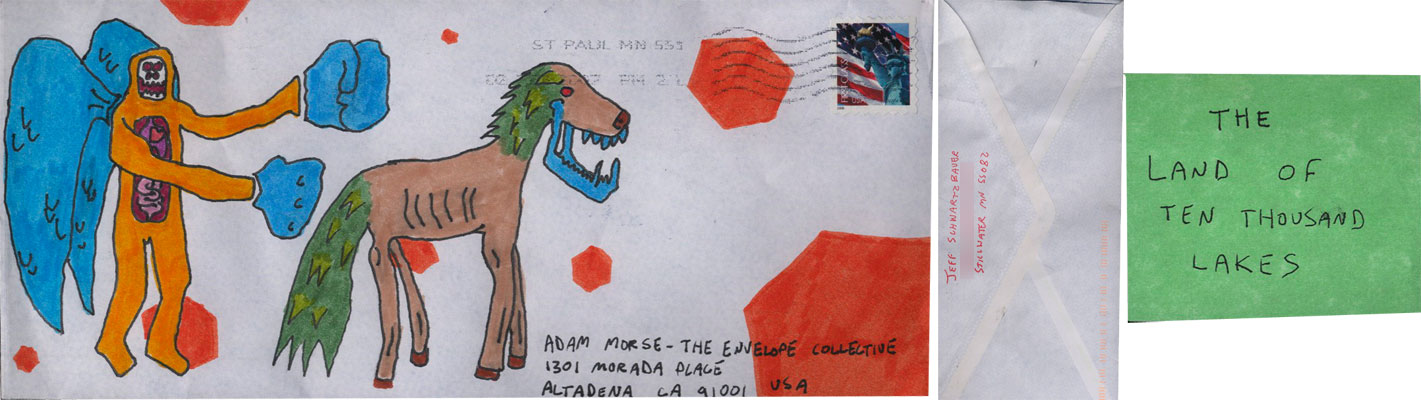 ST PAUL MN 551
PM 2 L
USA
ADAM MORSE - THE ENVELOPE COLLECTIVE
1301 MORADA PLACE
ALTADENA CA 91001 USA
JEFF SCHWARTZBAUER
STILLWATER MN 55082
THE
LAND OF
TEN THOUSAND
LAKES